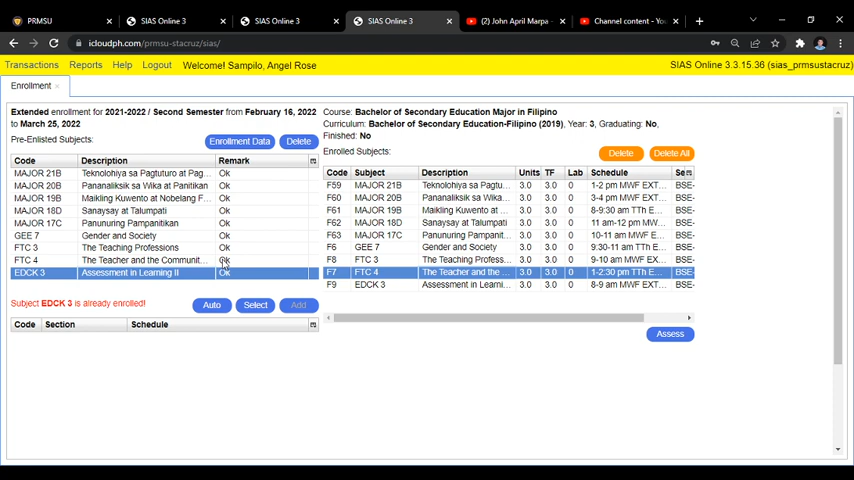 PRMSU
SIAS Online 3
SIAS Online 3
SIAS Online 3
(2) John April Marpa -
Channel content - You
icloudph.com/prmsu-stacruz/sias/
Transactions Reports Help Logout Welcome! Sampilo, Angel Rose
SIAS Online 3.3.15.36 (sias_prmsustacruz)
Enrollment
Extended enrollment for 2021-2022 / Second Semester from February 16, 2022
to March 25, 2022
Pre-Enlisted Subjects:
Enrollment Data Delete
Code Description Remark
MAJOR 21B Teknolohiya sa Pagtuturo at Pag... Ok
MAJOR 20B Pananaliksik sa Wika at Panitikan Ok
MAJOR 19B Maikling Kuwento at Nobelang F... Ok
MAJOR 18D Sanaysay at Talumpati Ok
MAJOR 17C Panunuring Pampanitikan Ok
GEE 7 Gender and Society Ok
FTC 3 The Teaching Professions Ok
FTC 4 The Teacher and the Communit... Ok
EDCK 3 Assessment in Learning II Ok
Subject EDCK 3 is already enrolled!
Auto Select Add
Code Section Schedule
Course: Bachelor of Secondary Education Major in Filipino
Curriculum: Bachelor of Secondary Education-Filipino (2019), Year: 3, Graduating: No,
Finished: No
Enrolled Subjects:
Delete Delete All
Code Subject Description Units TF Lab Schedule Se
F59 MAJOR 21B Teknolohiya sa Pagtu... 3.0 3.0 0 1-2 pm MWF EXT... BSE-
F60 MAJOR 20B Pananaliksik sa Wika... 3.0 3.0 0 3-4 pm MWF EXT... BSE-
F61 MAJOR 19B Maikling Kuwento at ... 3.0 3.0 0 8-9:30 am TTh E... BSE-
F62 MAJOR 18D Sanaysay at Talumpati 3.0 3.0 0 11 am-12 pm MW... BSE-
F63 MAJOR 17C Panunuring Pampanit... 3.0 3.0 0 10-11 am MWF E... BSE-
F6 GEE 7 Gender and Society 3.0 3.0 0 9:30-11 am TTh E... BSE-
F8 FTC 3 The Teaching Profess... 3.0 3.0 0 9-10 am MWF EX... BSE-
F7 FTC 4 The Teacher and the ... 3.0 3.0 0 1-2:30 pm TTh E... BSE-
F9 EDCK 3 Assessment in Learni... 3.0 3.0 0 8-9 am MWF EXT... BSE-
Assess